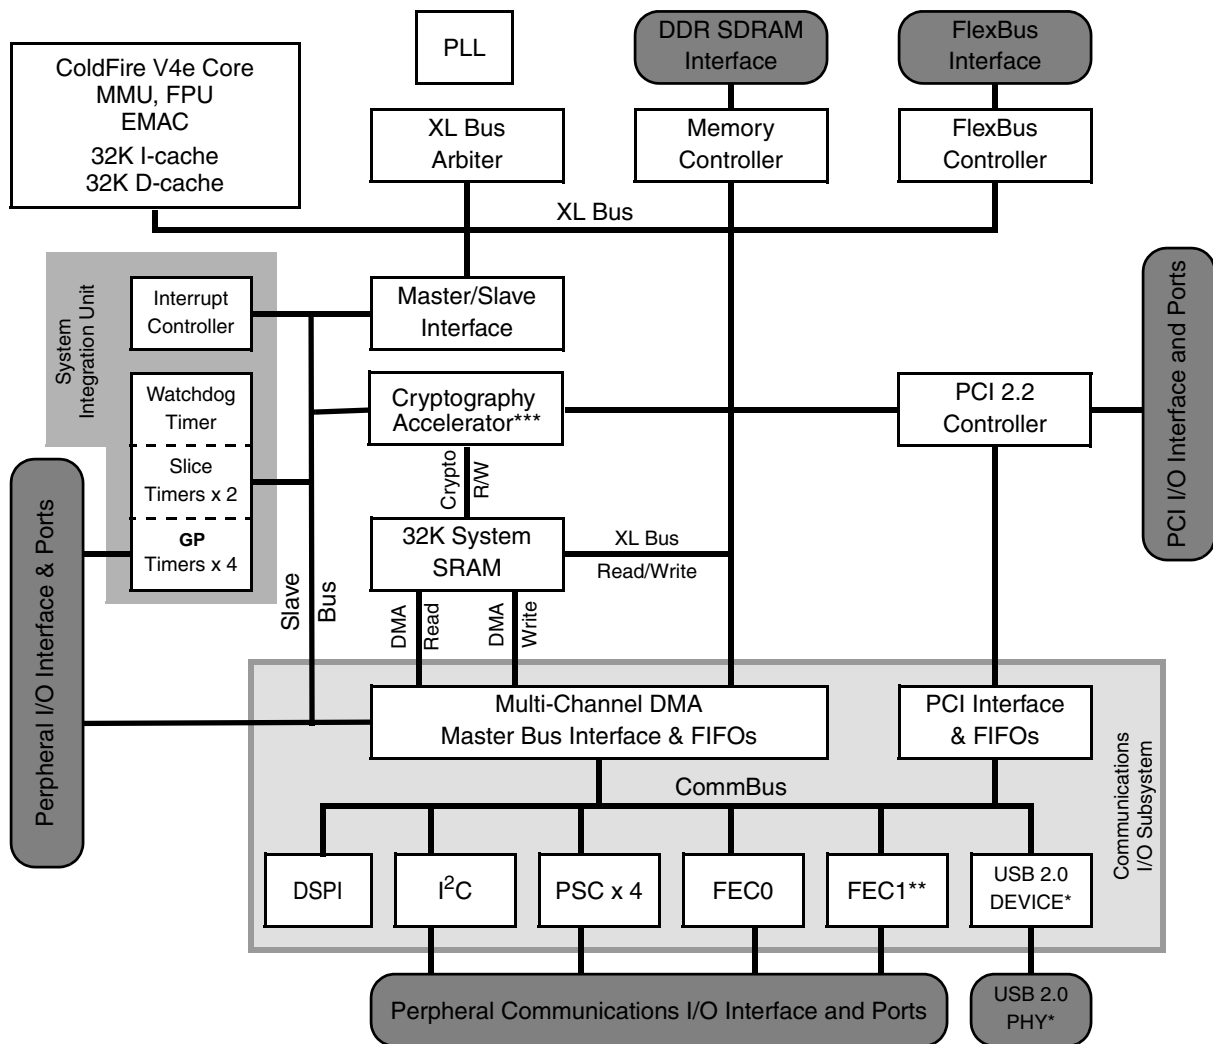 PLL
DDR SDRAM
Interface
FlexBus
Interface
ColdFire V4e Core
MMU, FPU
EMAC
32K I-cache
32K D-cache
XL Bus
Arbiter
Memory
Controller
FlexBus
Controller
XL Bus
System
Integration Unit
Interrupt
Controller
Master/Slave
Interface
PCI I/O Interface and Ports
Watchdog
Timer
Slice
Timers x 2
GP
Timers x 4
Cryptography
Accelerator***
PCI 2.2
Controller
Crypto
R/W
32K System
SRAM
XL Bus
Read/Write
Perpheral I/O Interface & Ports
Slave
Bus
DMA
Read
DMA
Write
Multi-Channel DMA
Master Bus Interface & FIFOs
PCI Interface
& FIFOs
Communications
I/O Subsystem
CommBus
DSPI
I2C
PSC x 4
FEC0
FEC1**
USB 2.0
DEVICE*
Perpheral Communications I/O Interface and Ports
USB 2.0
PHY*